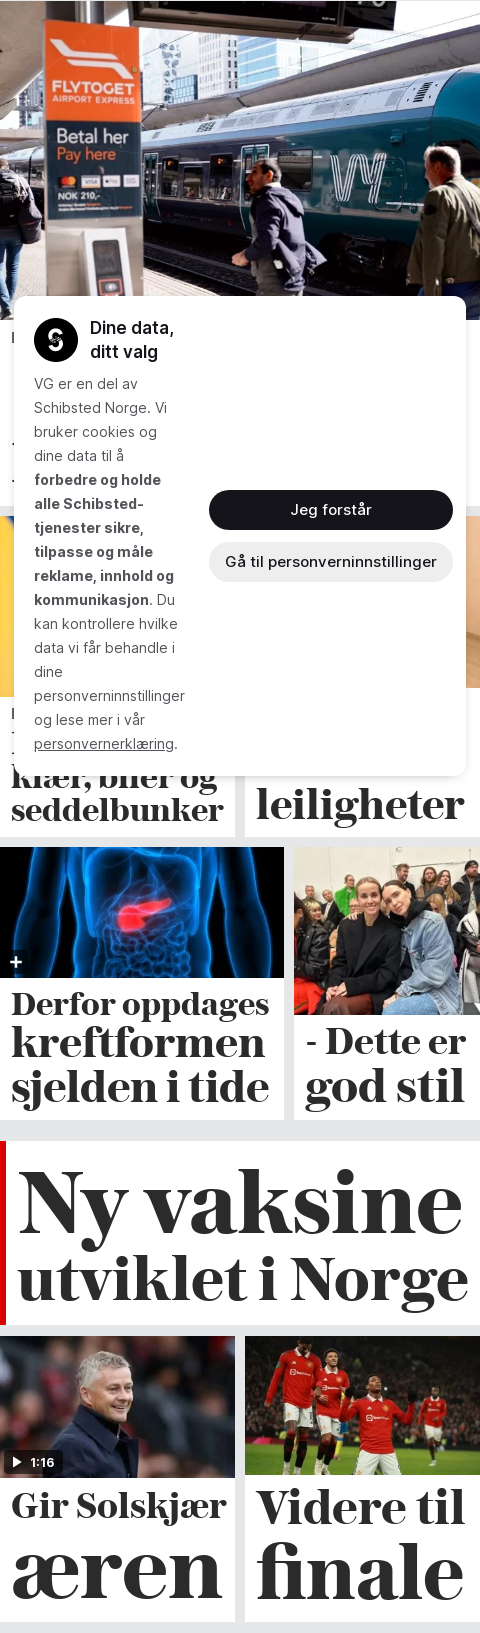 FLYTOGET
AIRPORT EXPRESS
Betal her
Pay here
NOK 210,-
Dine data,
ditt valg
VG er en del av
Schibsted Norge. Vi
bruker cookies og
dine data til å
forbedre og holde
alle Schibsted-
tjenester sikre,
tilpasse og måle
reklame, innhold og
kommunikasjon. Du
kan kontrollere hvilke
data vi får behandle i
dine
personverninnstillinger
og lese mer i vår
personvernerklæring.
Jeg forstår
Gå til personverninnstillinger
klær, biler og
seddelbunker
leiligheter
Derfor oppdages
kreftformen
sjelden i tide
- Dette er
god stil
Ny vaksine
utviklet i Norge
1:16
Gir Solskjær
æren
Videre til
finale